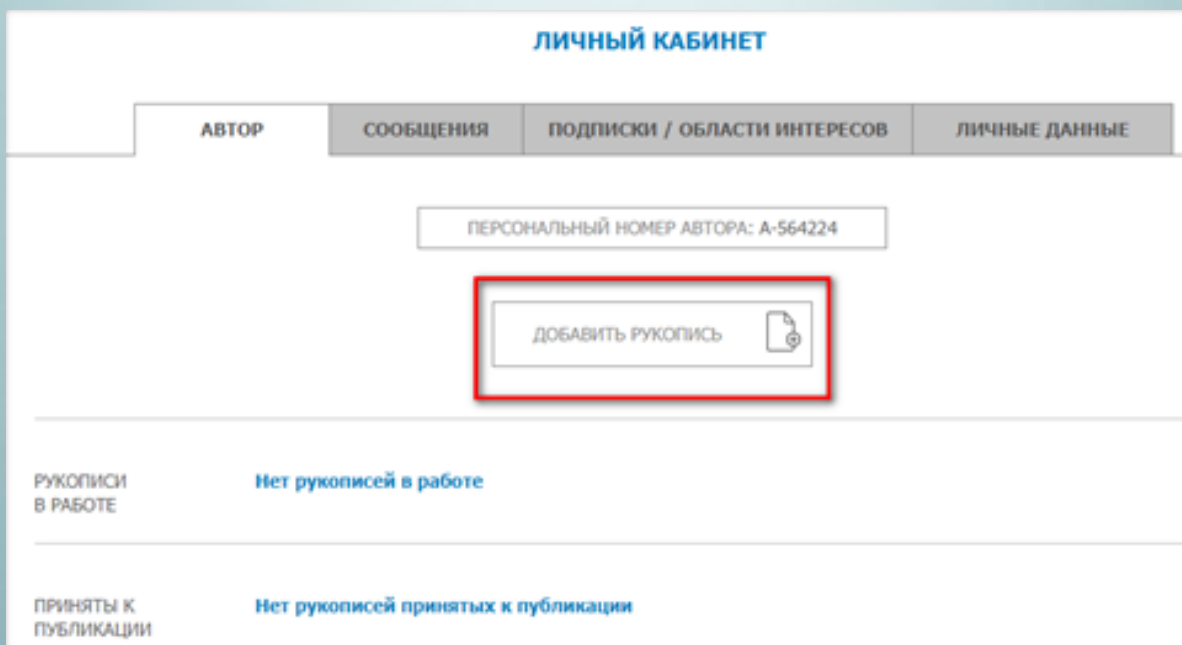 ЛИЧНЫЙ КАБИНЕТ
АВТОР СООБЩЕНИЯ ПОДПИСКИ / ОБЛАСТИ ИНТЕРЕСОВ ЛИЧНЫЕ ДАННЫЕ
ПЕРСОНАЛЬНЫЙ НОМЕР АВТОРА: A-564224
ДОБАВИТЬ РУКОПИСЬ
РУКОПИСИ
В РАБОТЕ
Нет рукописей в работе
ПРИНЯТЫ К
ПУБЛИКАЦИИ
Нет рукописей принятых к публикации